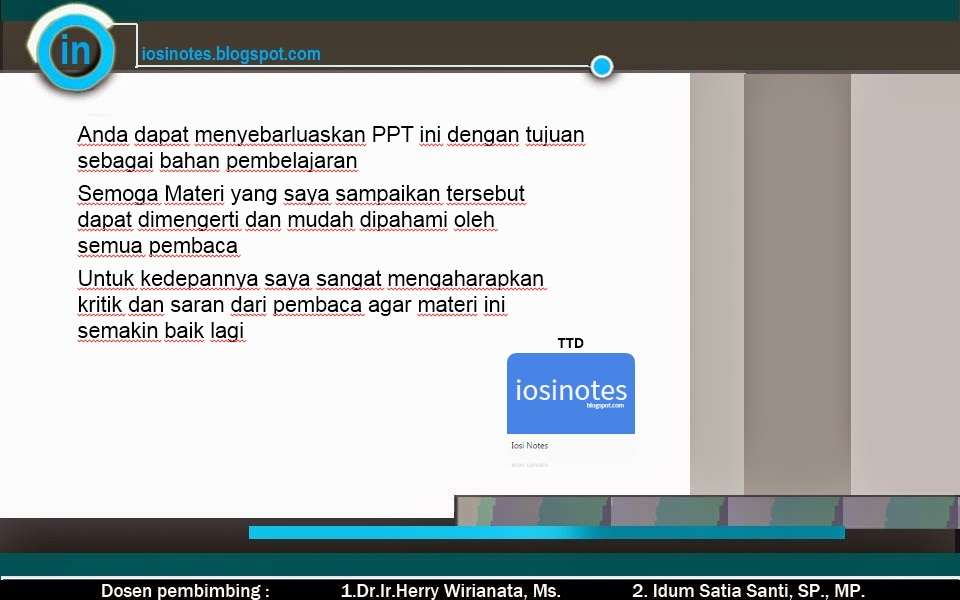 in
iosinotes.blogspot.com
Anda dapat menyebarluaskan PPT ini dengan tujuan
sebagai bahan pembelajaran
Semoga Materi yang saya sampaikan tersebut
dapat dimengerti dan mudah dipahami oleh
semua pembaca
Untuk kedepannya saya sangat mengaharapkan
kritik dan saran dari pembaca agar materi ini
semakin baik lagi
TTD
iosinotes
blogspot.com
Iosi Notes
Dosen pembimbing : 1.Dr.Ir.Herry Wirianata, Ms. 2. Idum Satia Santi, SP., MP.